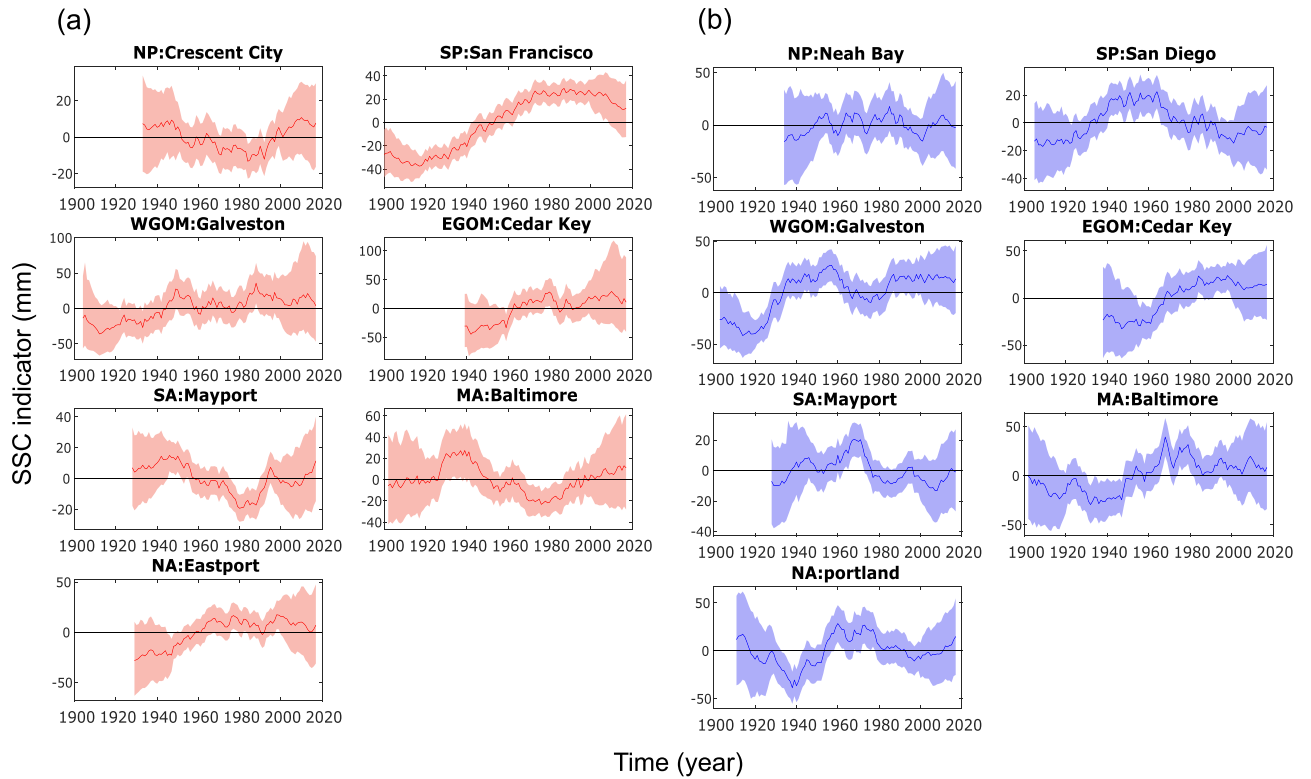 (a)
(b)
NP:Crescent City
SP:San Francisco
NP:Neah Bay
SP:San Diego
20
0
-20
1900 1920 1940 1960 1980 2000 2020
40
20
0
-20
-40
1900 1920 1940 1960 1980 2000 2020
50
0
-50
1900 1920 1940 1960 1980 2000 2020
20
0
-20
-40
1900 1920 1940 1960 1980 2000 2020
WGOM:Galveston
EGOM:Cedar Key
WGOM:Galveston
EGOM:Cedar Key
100
50
0
-50
1900 1920 1940 1960 1980 2000 2020
100
50
0
-50
1900 1920 1940 1960 1980 2000 2020
50
0
-50
1900 1920 1940 1960 1980 2000 2020
50
0
-50
1900 1920 1940 1960 1980 2000 2020
SSC indicator (mm)
SA:Mayport
MA:Baltimore
SA:Mayport
MA:Baltimore
40
20
0
-20
1900 1920 1940 1960 1980 2000 2020
60
40
20
0
-20
-40
1900 1920 1940 1960 1980 2000 2020
20
0
-20
-40
1900 1920 1940 1960 1980 2000 2020
50
0
-50
1900 1920 1940 1960 1980 2000 2020
NA:Eastport
NA:portland
50
0
-50
1900 1920 1940 1960 1980 2000 2020
50
0
-50
1900 1920 1940 1960 1980 2000 2020
Time (year)